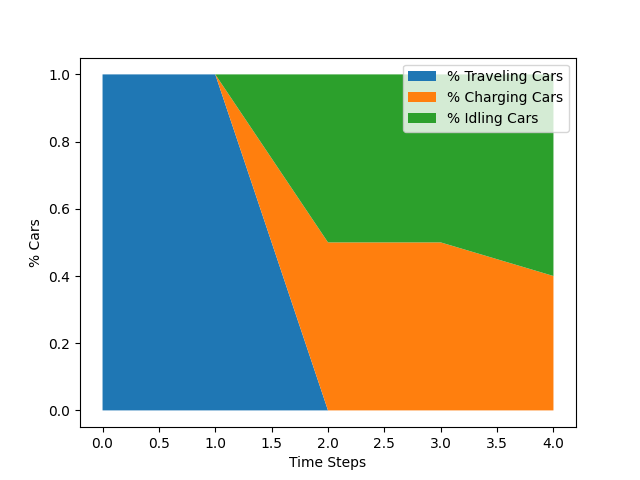 % Traveling Cars
% Charging Cars
% Idling Cars
1.0
0.8
0.6
0.4
0.2
0.0
% Cars
0.0 0.5 1.0 1.5 2.0 2.5 3.0 3.5 4.0
Time Steps